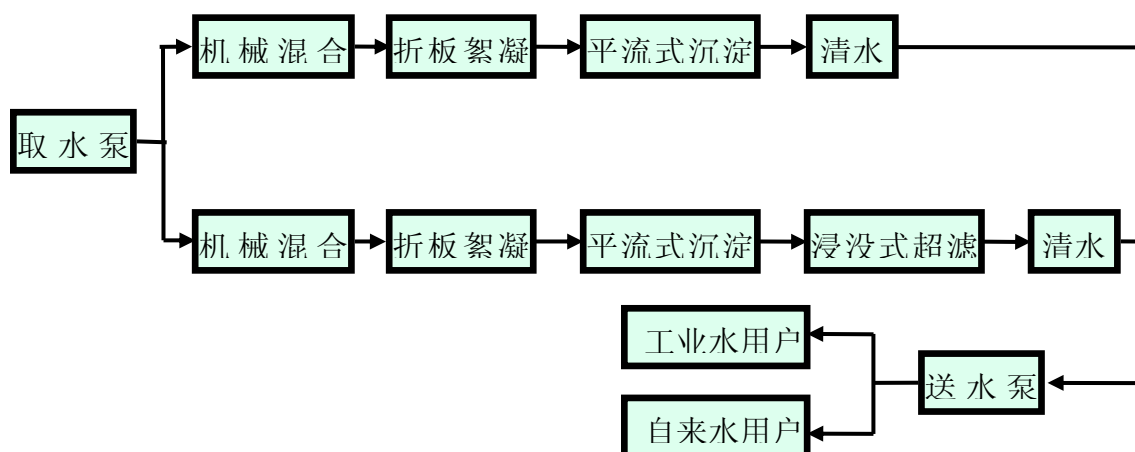 机械混合 折板絮凝 平流式沉淀 清水
取水泵
机械混合 折板絮凝 平流式沉淀 浸没式超滤 清水
工业水用户
送水泵
自来水用户